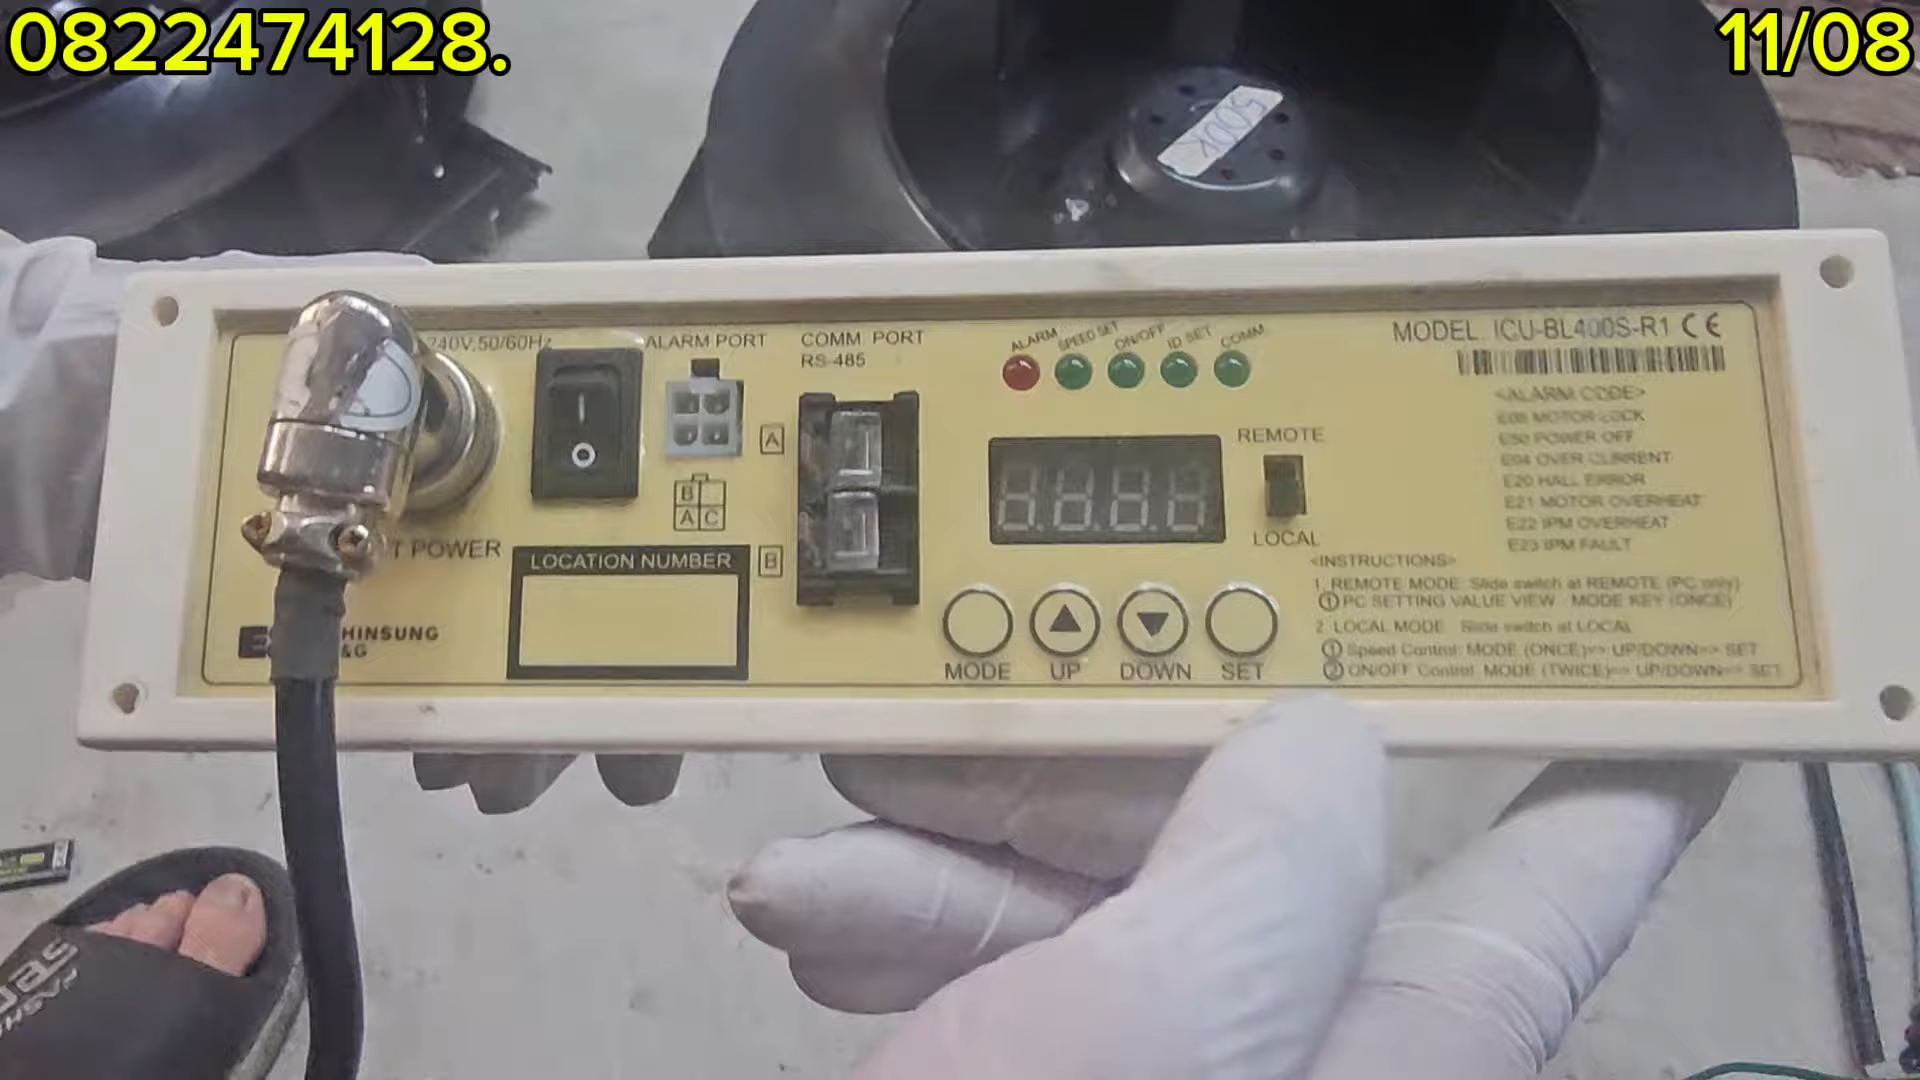 0822474128.
11/08
500K
240V,50/60Hz
ALARM PORT
COMM. PORT
RS-485
ALARM
SPEED SET
ON/OFF
ID SET
COMM
MODEL. ICU-BL400S-R1 CE
<ALARM CODE>
E50 POWER OFF
E04 OVER CURRENT
E20 HALL ERROR
E21 MOTOR OVERHEAT
E22 IPM OVERHEAT
E23 IPM FAULT
REMOTE
LOCAL
A
B
B
A C
T POWER
LOCATION NUMBER
HINSUNG
&G
MODE
UP
DOWN
SET
<INSTRUCTIONS>
1. REMOTE MODE: Slide switch at REMOTE (PC only)
① PC SETTING VALUE VIEW : MODE KEY (ONCE)
2. LOCAL MODE: Slide switch at LOCAL
① Speed Control: MODE (ONCE)=> UP/DOWN=> SET
② ON/OFF Control: MODE (TWICE)=> UP/DOWN=> SET